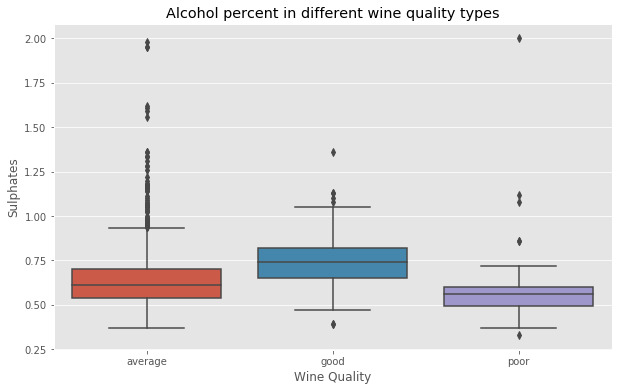 Alcohol percent in different wine quality types
2.00
1.75
1.50
1.25
1.00
0.75
0.50
0.25
Sulphates
average good poor
Wine Quality